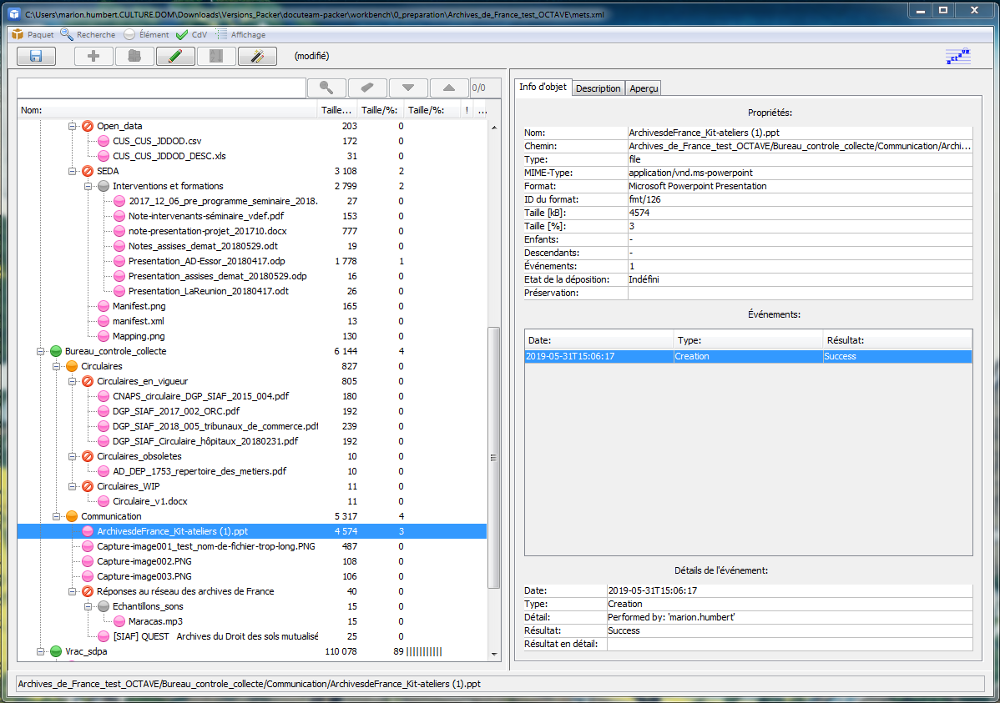 C:\Users\marion.humbert.CULTURE.DOM\Downloads\Versions_Packer\docuteam-packer\workbench\0_preparation\Archives_de_France_test_OCTAVE\mets.xml
Paquet Recherche Élément CdV Affichage
(modifié)
octave
0/0
Nom: Taille... Taille/%: Taille/%: ! ...
Open_data 203 0
CUS_CUS_JDDOD.csv 172 0
CUS_CUS_JDDOD_DESC.xls 31 0
SEDA 3 108 2
Interventions et formations 2 799 2
2017_12_06_pre_programme_seminaire_2018. 27 0
Note-intervenants-séminaire_vdef.pdf 153 0
note-presentation-projet_201710.docx 777 0
Notes_assises_demat_20180529.odt 19 0
Presentation_AD-Essor_20180417.odp 1 778 1
Presentation_assises_demat_20180529.odp 16 0
Presentation_LaReunion_20180417.odt 26 0
Manifest.png 165 0
manifest.xml 13 0
Mapping.png 130 0
Bureau_controle_collecte 6 144 4
Circulaires 827 0
Circulaires_en_vigueur 805 0
CNAPS_circulaire_DGP_SIAF_2015_004.pdf 180 0
DGP_SIAF_2017_002_ORC.pdf 192 0
DGP_SIAF_2018_005_tribunaux_de_commerce.pdf 239 0
DGP_SIAF_Circulaire_hôpitaux_20180231.pdf 192 0
Circulaires_obsoletes 10 0
AD_DEP_1753_repertoire_des_metiers.pdf 10 0
Circulaires_WIP 11 0
Circulaire_v1.docx 11 0
Communication 5 317 4
ArchivesdeFrance_Kit-ateliers (1).ppt 4 574 3
Capture-image001_test_nom-de-fichier-trop-long.PNG 487 0
Capture-image002.PNG 108 0
Capture-image003.PNG 106 0
Réponses au réseau des archives de France 40 0
Echantillons_sons 15 0
Maracas.mp3 15 0
[SIAF] QUEST Archives du Droit des sols mutualisé 25 0
Vrac_sdpa 110 078 89
Info d'objet Description Aperçu
Propriétés:
Nom: ArchivesdeFrance_Kit-ateliers (1).ppt
Chemin: Archives_de_France_test_OCTAVE/Bureau_controle_collecte/Communication/Archi...
Type: file
MIME-Type: application/vnd.ms-powerpoint
Format: Microsoft Powerpoint Presentation
ID du format: fmt/126
Taille [kB]: 4574
Taille [%]: 3
Enfants: -
Descendants: -
Événements: 1
Etat de la déposition: Indéfini
Préservation:
Événements:
Date: Type: Résultat:
2019-05-31T15:06:17 Creation Success
Détails de l'événement:
Date: 2019-05-31T15:06:17
Type: Creation
Détail: Performed by: 'marion.humbert'
Résultat: Success
Résultat en détail:
Archives_de_France_test_OCTAVE/Bureau_controle_collecte/Communication/ArchivesdeFrance_Kit-ateliers (1).ppt